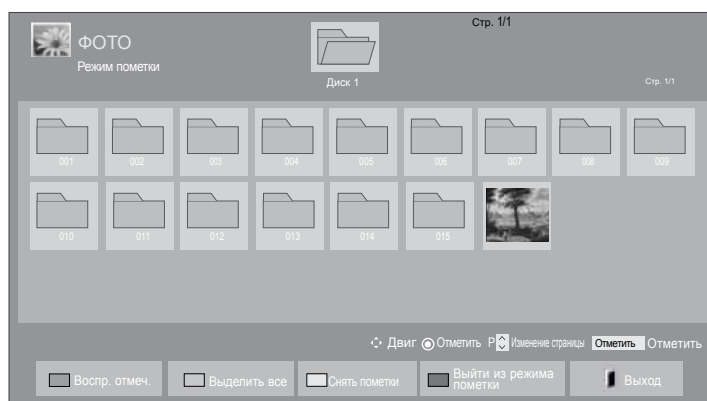 Стр. 1/1
ФОТО
Режим пометки
Диск 1
Стр. 1/1
001 002 003 004 005 006 007 008 009
010 011 012 013 014 015
Двиг Отметить P Изменение страницы Отметить Отметить
Воспр. отмеч. Выделить все Снять пометки Выйти из режима пометки Выход